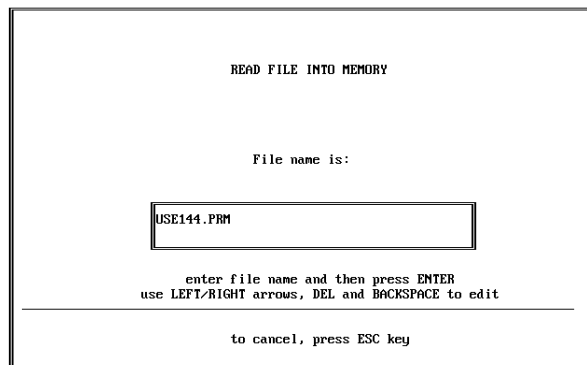 READ FILE INTO MEMORY
File name is:
USE144.PRM
enter file name and then press ENTER
use LEFT/RIGHT arrows, DEL and BACKSPACE to edit
to cancel, press ESC key